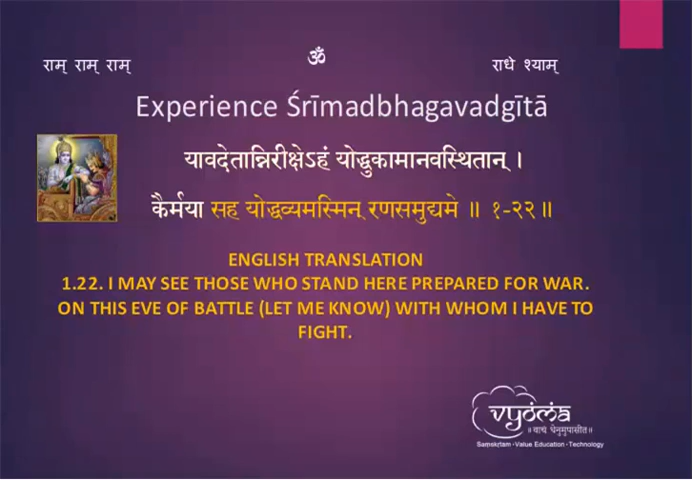 ॐ
राम् राम् राम् राधे श्याम्
Experience Śrīmadbhagavadgītā
यावदेतान्निरीक्षेऽहं योद्धुकामानवस्थितान् ।
कैर्मया सह योद्धव्यमस्मिन् रणसमुद्यमे ॥ १-२२॥
ENGLISH TRANSLATION
1.22. I MAY SEE THOSE WHO STAND HERE PREPARED FOR WAR.
ON THIS EVE OF BATTLE (LET ME KNOW) WITH WHOM I HAVE TO
FIGHT.
vyoma
॥ वाचं धेनुमुपासीत॥
Samskrtam - Value Education - Technology